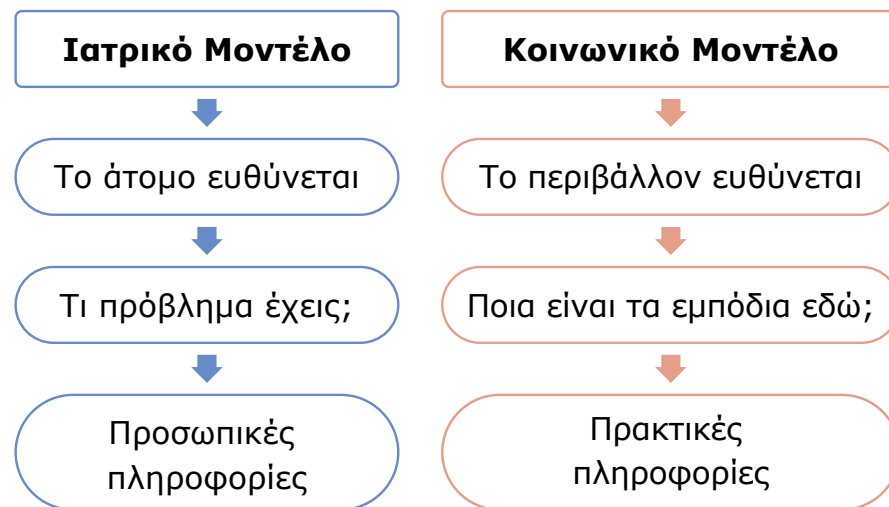 Ιατρικό Μοντέλο
Το άτομο ευθύνεται
Τι πρόβλημα έχεις;
Προσωπικές
πληροφορίες
Κοινωνικό Μοντέλο
Το περιβάλλον ευθύνεται
Ποια είναι τα εμπόδια εδώ;
Πρακτικές
πληροφορίες